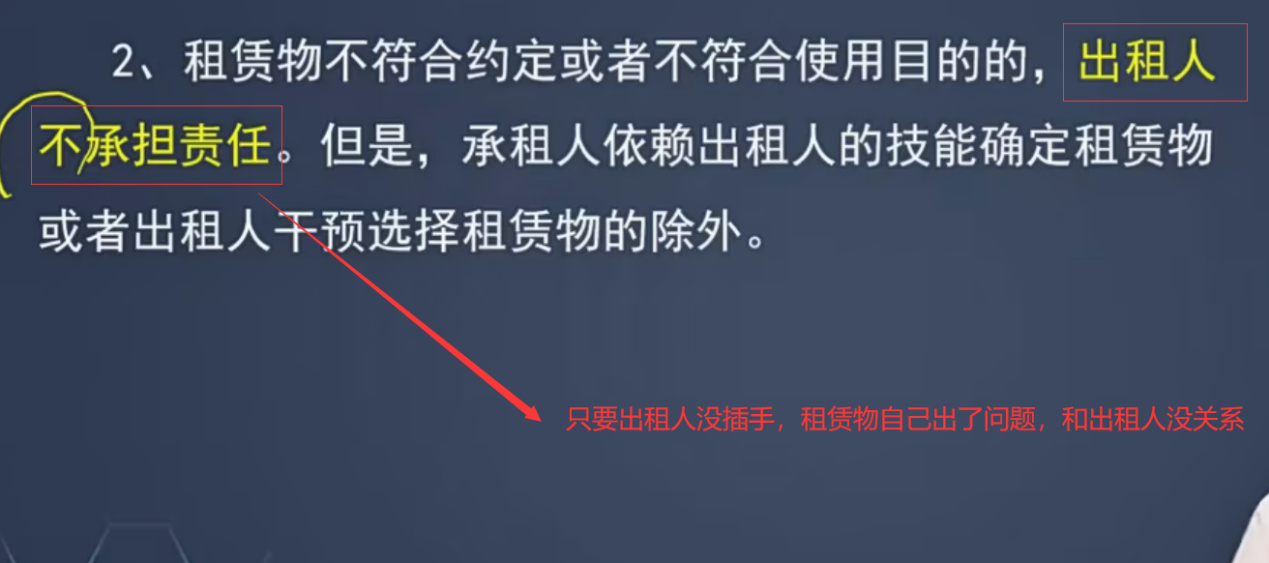 2、租赁物不符合约定或者不符合使用目的的，出租人
不承担责任。但是，承租人依赖出租人的技能确定租赁物
或者出租人干预选择租赁物的除外。
只要出租人没插手，租赁物自己出了问题，和出租人没关系